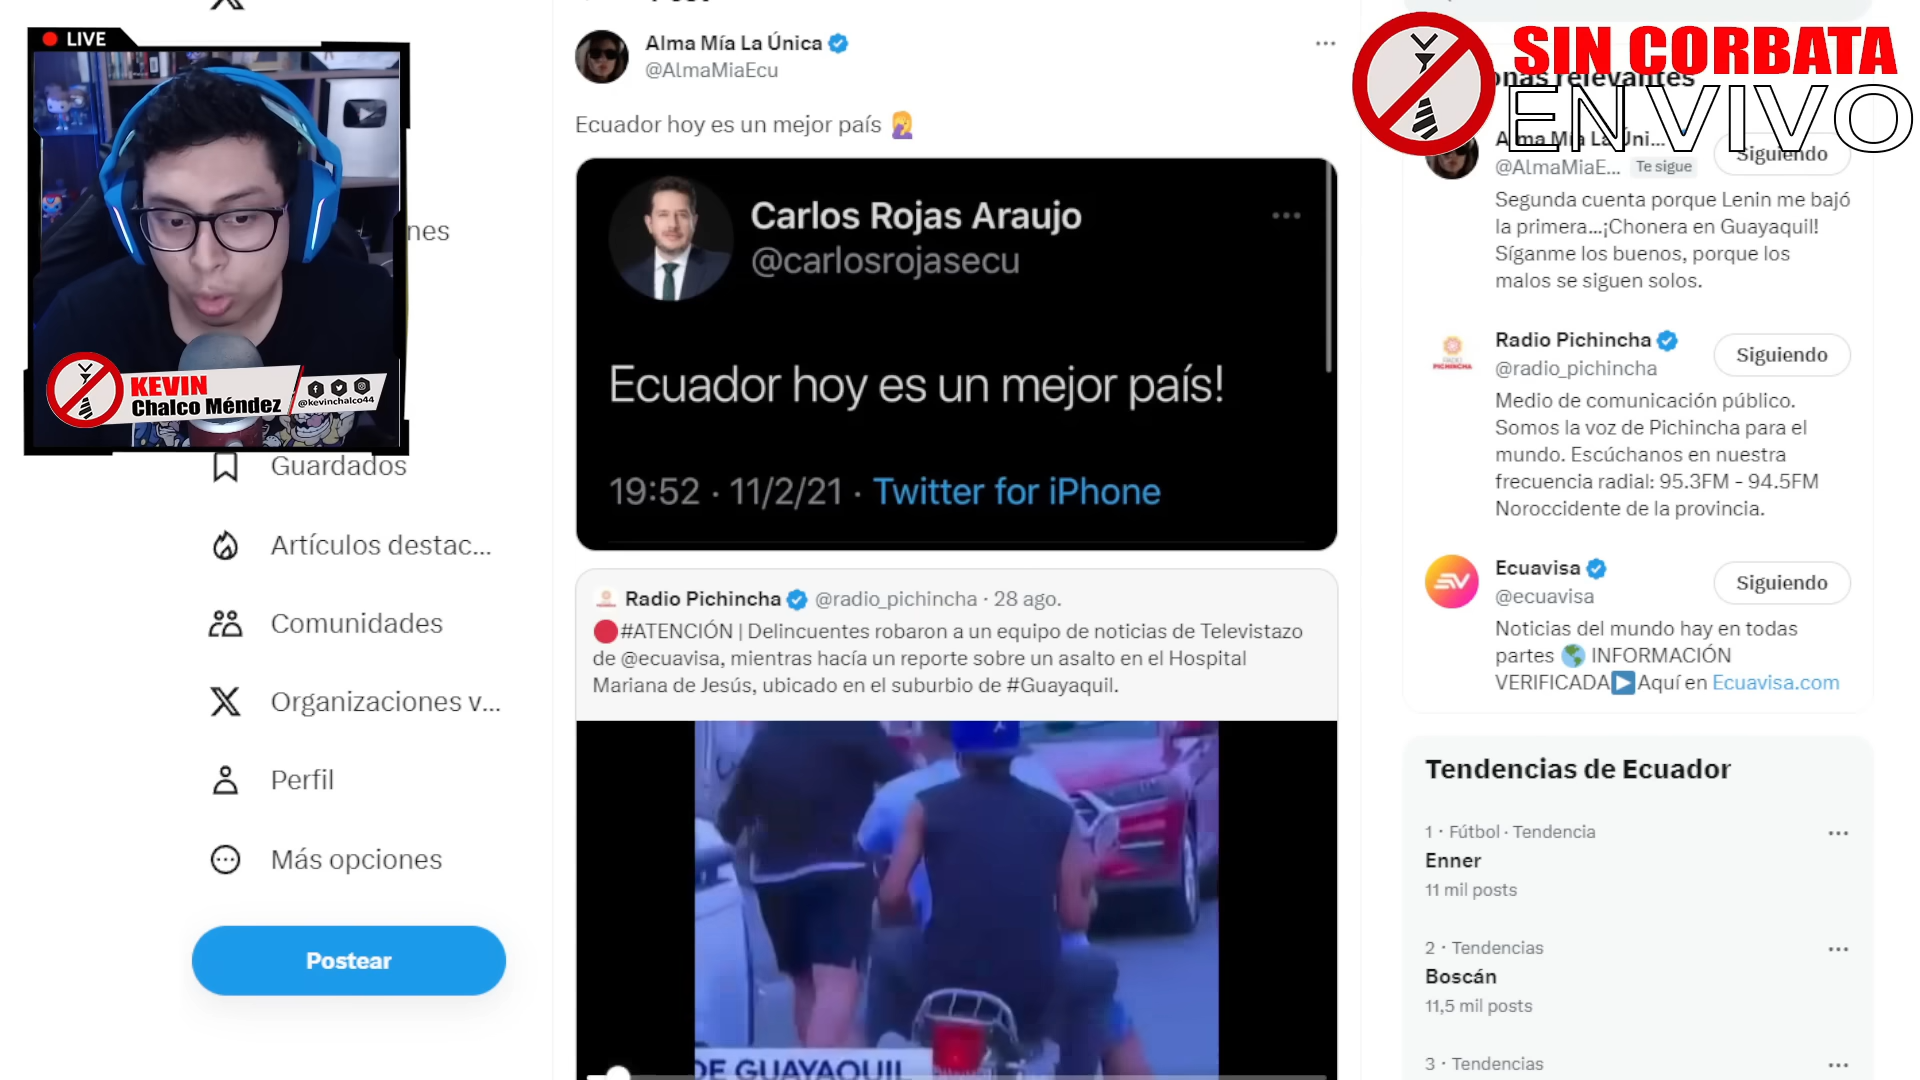 LIVE
KEVIN
Chalco Méndez
@kevinchalco44
nes
Guardados
Artículos destac...
Comunidades
Organizaciones v...
Perfil
Más opciones
Postear
Alma Mía La Única
@AlmaMiaEcu
Ecuador hoy es un mejor país 🤦
Carlos Rojas Araujo
@carlosrojasecu
Ecuador hoy es un mejor país!
19:52 · 11/2/21 · Twitter for iPhone
Radio Pichincha @radio_pichincha · 28 ago.
🔴#ATENCIÓN | Delincuentes robaron a un equipo de noticias de Televistazo
de @ecuavisa, mientras hacía un reporte sobre un asalto en el Hospital
Mariana de Jesús, ubicado en el suburbio de #Guayaquil.
DE GUAYAQUIL
SIN CORBATA
EN VIVO
onas relevantes
Alma Mía La Úni...
@AlmaMiaE... Te sigue
Siguiendo
Segunda cuenta porque Lenin me bajó
la primera...¡Chonera en Guayaquil!
Síganme los buenos, porque los
malos se siguen solos.
RADIO
PICHINCHA
Radio Pichincha
@radio_pichincha
Siguiendo
Medio de comunicación público.
Somos la voz de Pichincha para el
mundo. Escúchanos en nuestra
frecuencia radial: 95.3FM - 94.5FM
Noroccidente de la provincia.
Ecuavisa
@ecuavisa
Siguiendo
Noticias del mundo hay en todas
partes 🌎 INFORMACIÓN
VERIFICADA▶Aquí en Ecuavisa.com
Tendencias de Ecuador
1 · Fútbol · Tendencia
Enner
11 mil posts
2 · Tendencias
Boscán
11,5 mil posts
3 · Tendencias